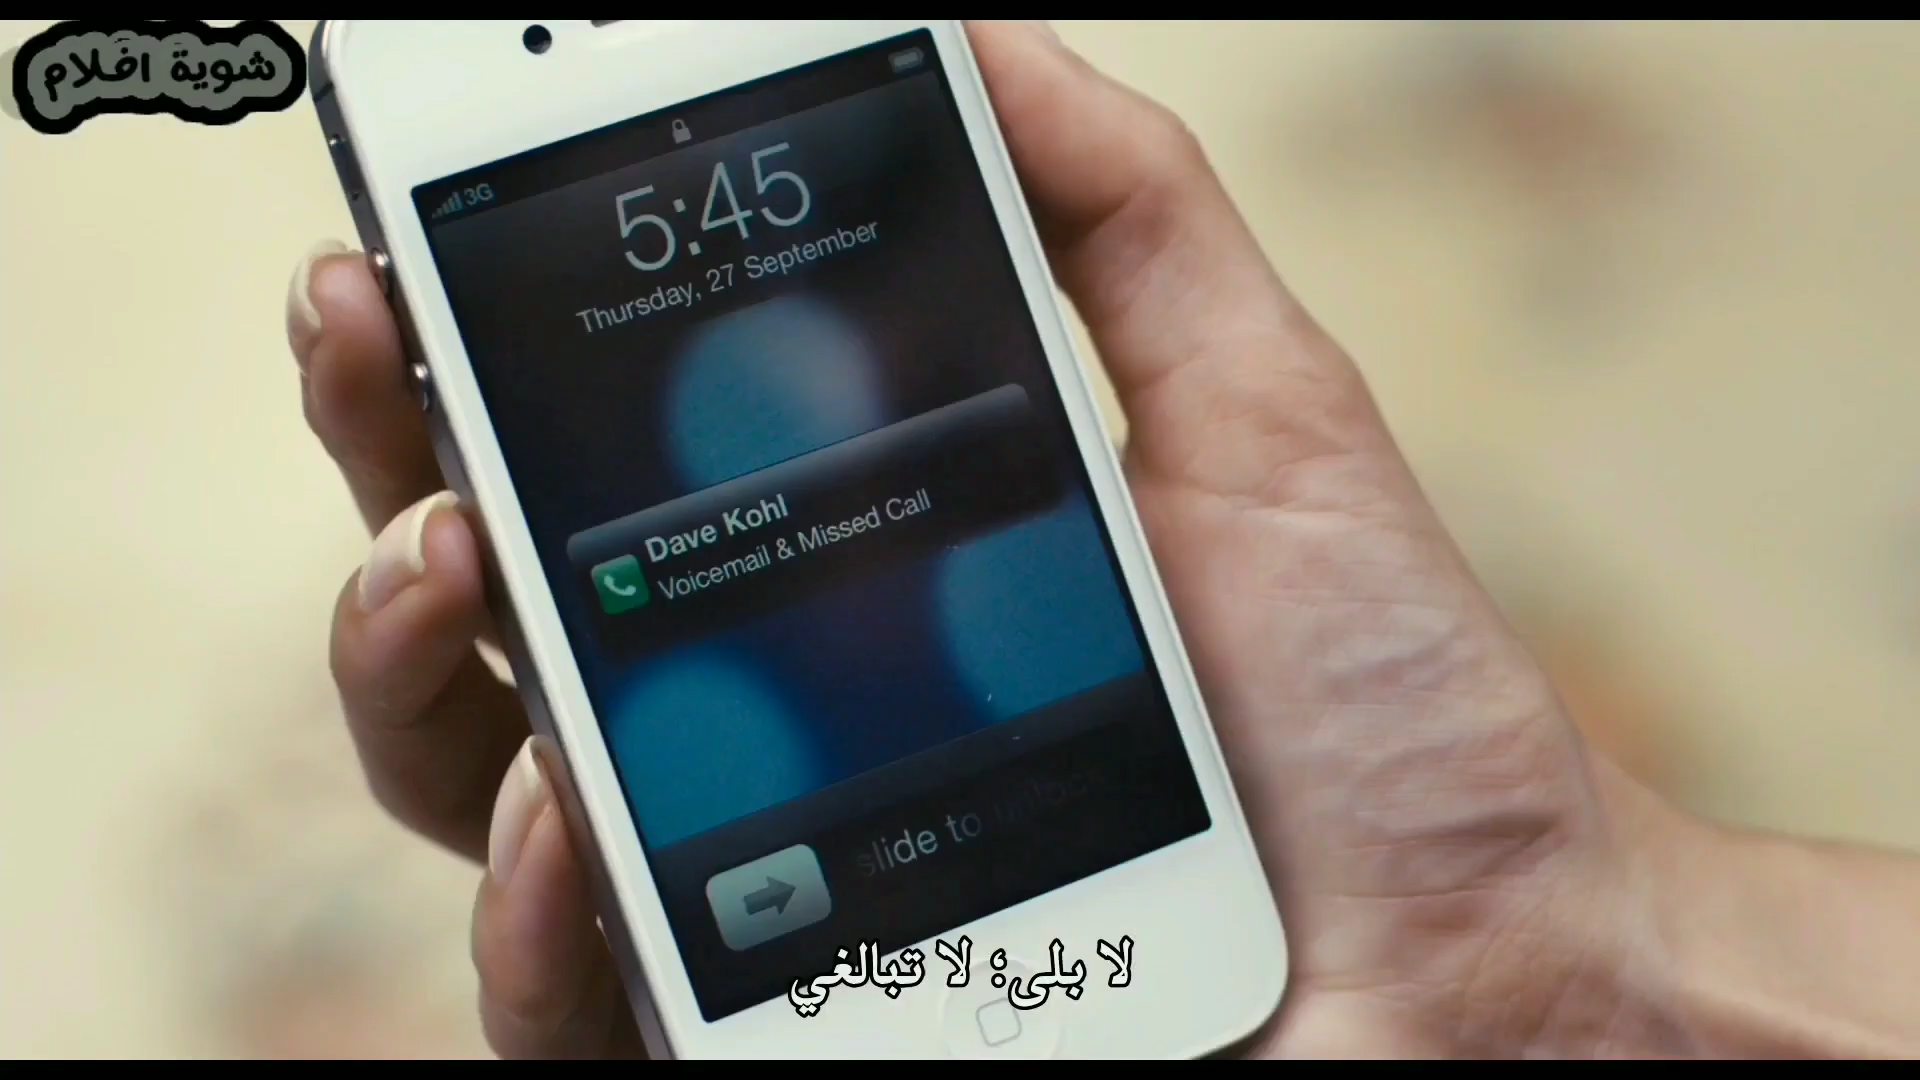 شوية افلام
3G
5:45
Thursday, 27 September
Dave Kohl
Voicemail & Missed Call
slide to unlock
لا بلى؛ لا تبالغي